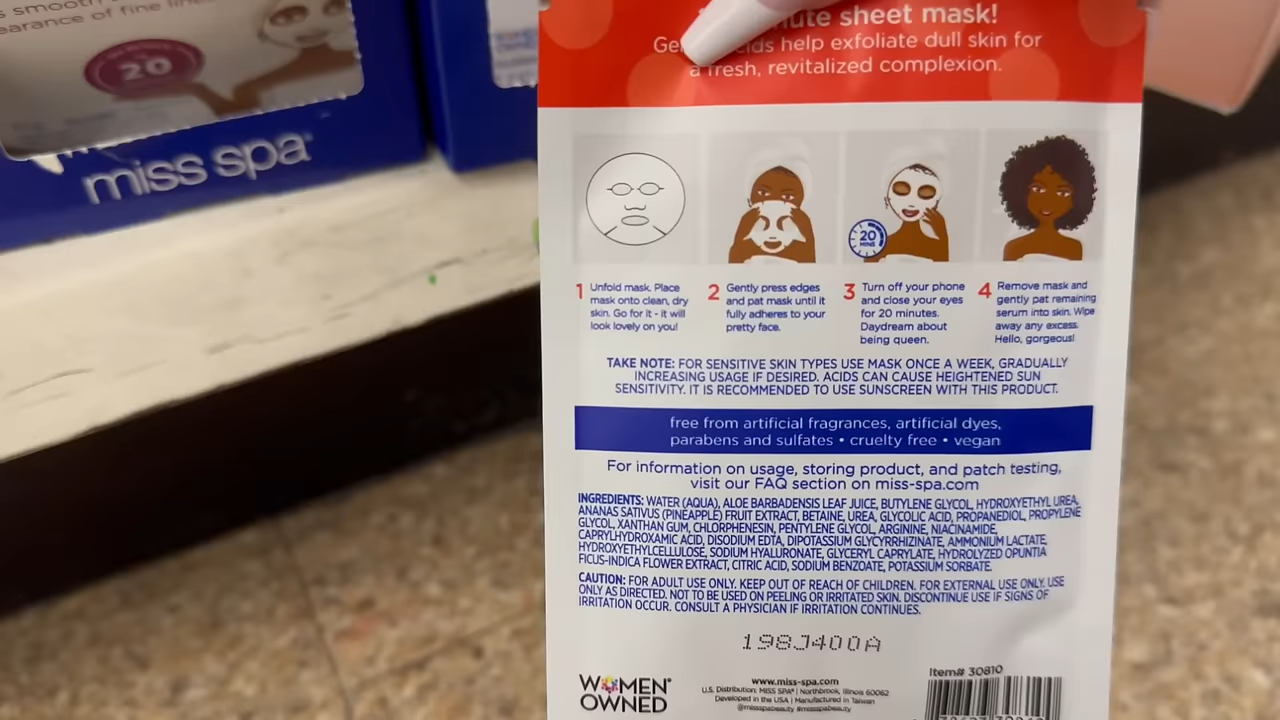 s smooth
earance of fine line
20
miss spa
ute sheet mask!
Ge ids help exfoliate dull skin for
a fresh, revitalized complexion.
20
MINS
1 Unfold mask. Place
mask onto clean, dry
skin. Go for it - it will
look lovely on you!
2 Gently press edges
and pat mask until it
fully adheres to your
pretty face.
3 Turn off your phone
and close your eyes
for 20 minutes.
Daydream about
being queen.
4 Remove mask and
gently pat remaining
serum into skin. Wipe
away any excess.
Hello, gorgeous!
TAKE NOTE: FOR SENSITIVE SKIN TYPES USE MASK ONCE A WEEK, GRADUALLY
INCREASING USAGE IF DESIRED. ACIDS CAN CAUSE HEIGHTENED SUN
SENSITIVITY. IT IS RECOMMENDED TO USE SUNSCREEN WITH THIS PRODUCT.
free from artificial fragrances, artificial dyes,
parabens and sulfates • cruelty free • vegan
For information on usage, storing product, and patch testing,
visit our FAQ section on miss-spa.com
INGREDIENTS: WATER (AQUA), ALOE BARBADENSIS LEAF JUICE, BUTYLENE GLYCOL, HYDROXYETHYL UREA,
ANANAS SATIVUS (PINEAPPLE) FRUIT EXTRACT, BETAINE, UREA, GLYCOLIC ACID, PROPANEDIOL, PROPYLENE
GLYCOL, XANTHAN GUM, CHLORPHENESIN, PENTYLENE GLYCOL, ARGININE, NIACINAMIDE,
CAPRYLHYDROXAMIC ACID, DISODIUM EDTA, DIPOTASSIUM GLYCYRRHIZINATE, AMMONIUM LACTATE,
HYDROXYETHYLCELLULOSE, SODIUM HYALURONATE, GLYCERYL CAPRYLATE, HYDROLYZED OPUNTIA
FICUS-INDICA FLOWER EXTRACT, CITRIC ACID, SODIUM BENZOATE, POTASSIUM SORBATE.
CAUTION: FOR ADULT USE ONLY. KEEP OUT OF REACH OF CHILDREN. FOR EXTERNAL USE ONLY. USE
ONLY AS DIRECTED. NOT TO BE USED ON PEELING OR IRRITATED SKIN. DISCONTINUE USE IF SIGNS OF
IRRITATION OCCUR. CONSULT A PHYSICIAN IF IRRITATION CONTINUES.
198J400A
WOMEN
OWNED
www.miss-spa.com
U.S. Distribution: MISS SPA® | Northbrook, Illinois 60062
Developed in the USA | Manufactured in Taiwan
@missspabeauty #missspabeauty
Item# 30810